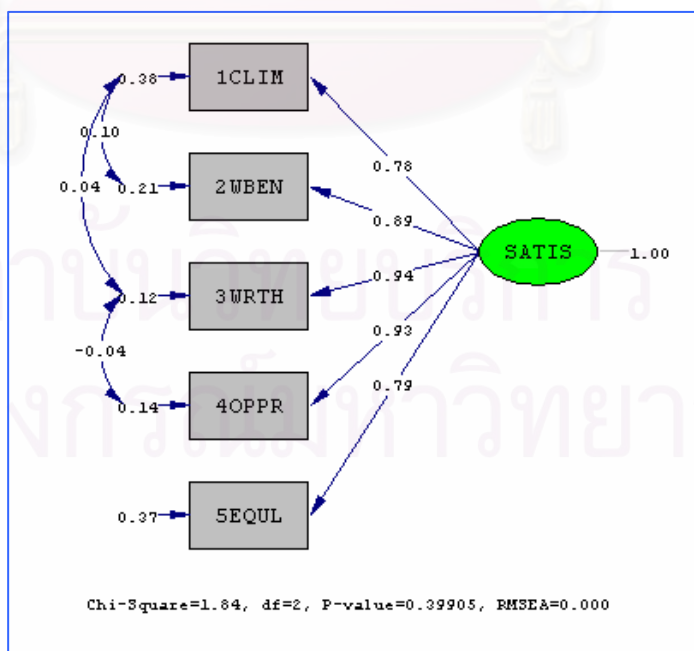 0.38
1CLIM
0.10
0.78
0.04
0.21
2WBEN
0.89
SATIS
1.00
0.12
3WRTH
0.94
-0.04
0.93
0.14
4OPPR
0.79
0.37
5EQUL
Chi-Square=1.84, df=2, P-value=0.39905, RMSEA=0.000